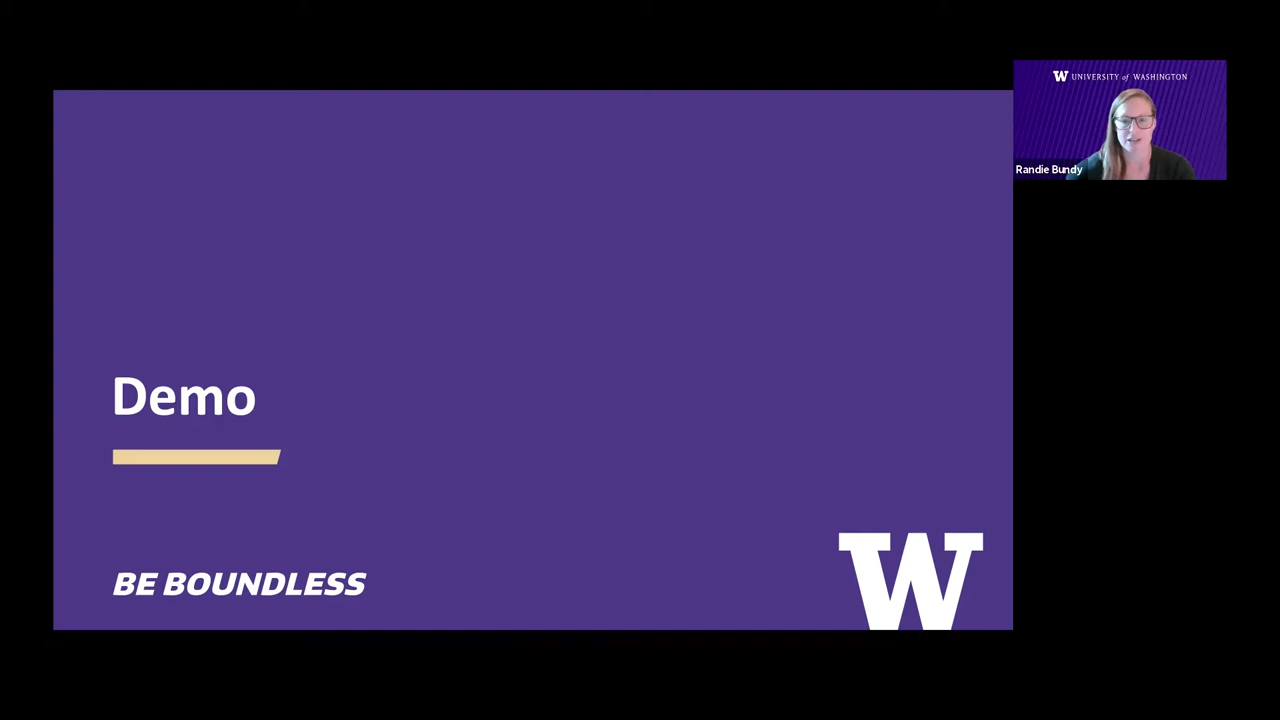 Demo
BE BOUNDLESS
W
W UNIVERSITY of WASHINGTON
Randie Bundy